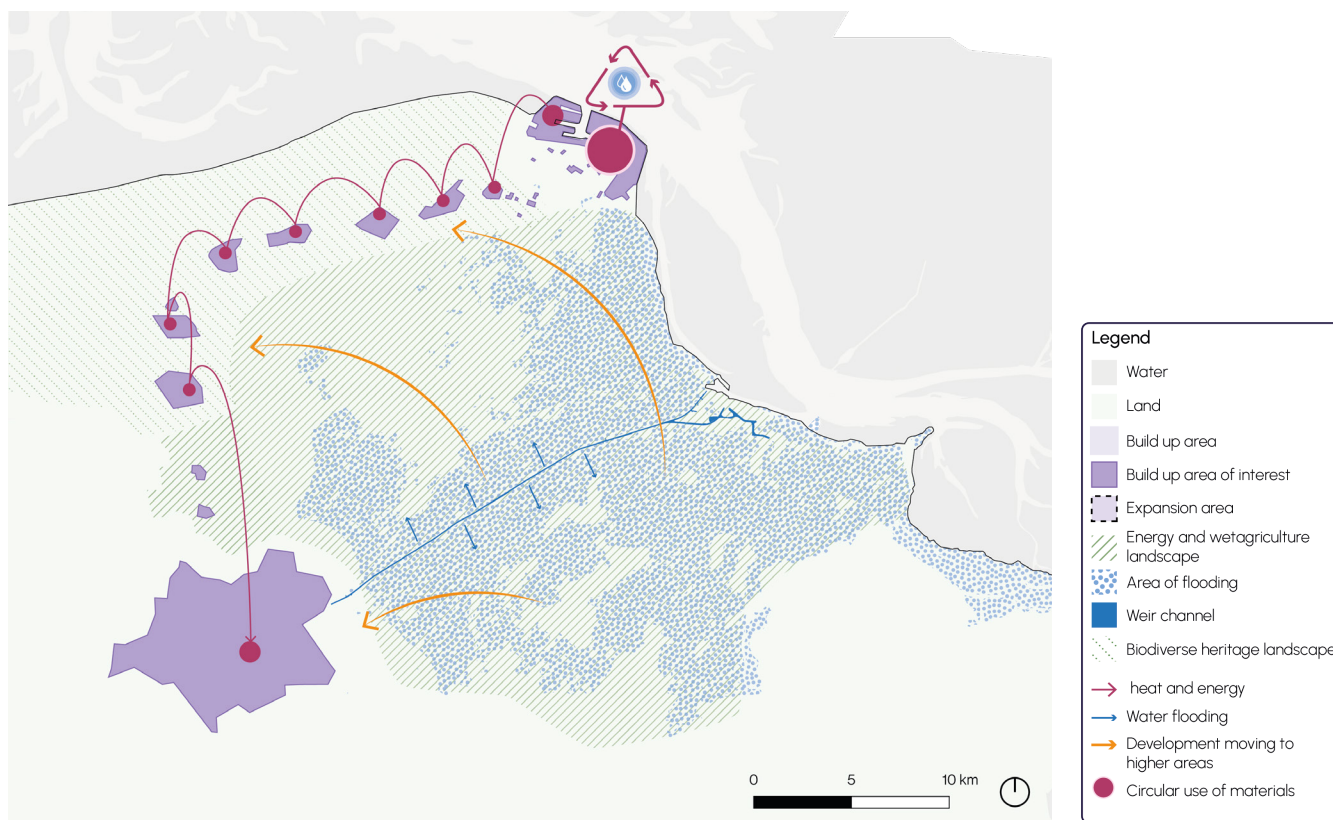 0 5 10 km
Legend
Water
Land
Build up area
Build up area of interest
Expansion area
Energy and wetagriculture
landscape
Area of flooding
Weir channel
Biodiverse heritage landscape
heat and energy
Water flooding
Development moving to
higher areas
Circular use of materials